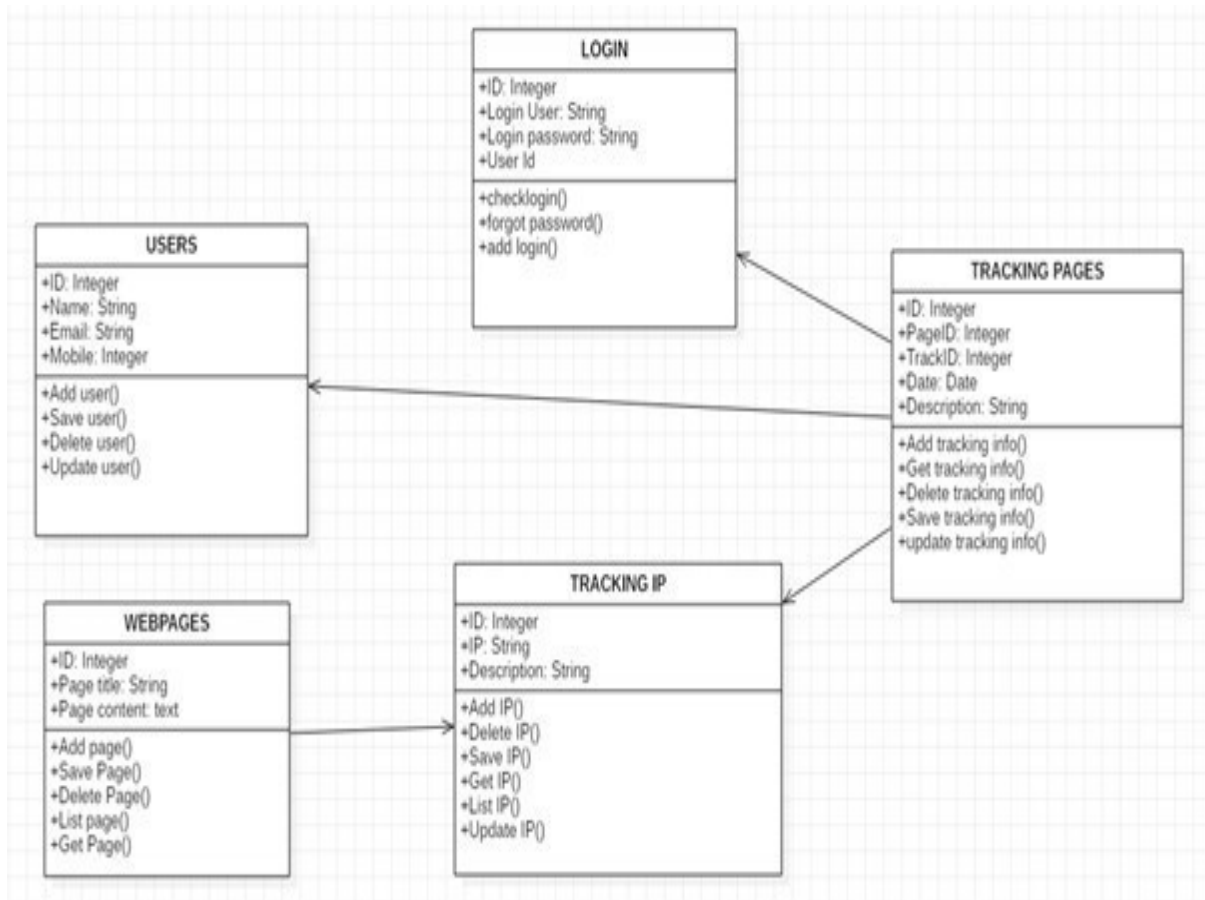 LOGIN
+ID: Integer
+Login User: String
+Login password: String
+User Id
+checklogin()
+forgot password()
+add login()
USERS
+ID: Integer
+Name: String
+Email: String
+Mobile: Integer
+Add user()
+Save user()
+Delete user()
+Update user()
TRACKING PAGES
+ID: Integer
+PageID: Integer
+TrackID: Integer
+Date: Date
+Description: String
+Add tracking info()
+Get tracking info()
+Delete tracking info()
+Save tracking info()
+update tracking info()
WEBPAGES
+ID: Integer
+Page title: String
+Page content: text
+Add page()
+Save Page()
+Delete Page()
+List page()
+Get Page()
TRACKING IP
+ID: Integer
+IP: String
+Description: String
+Add IP()
+Delete IP()
+Save IP()
+Get IP()
+List IP()
+Update IP()